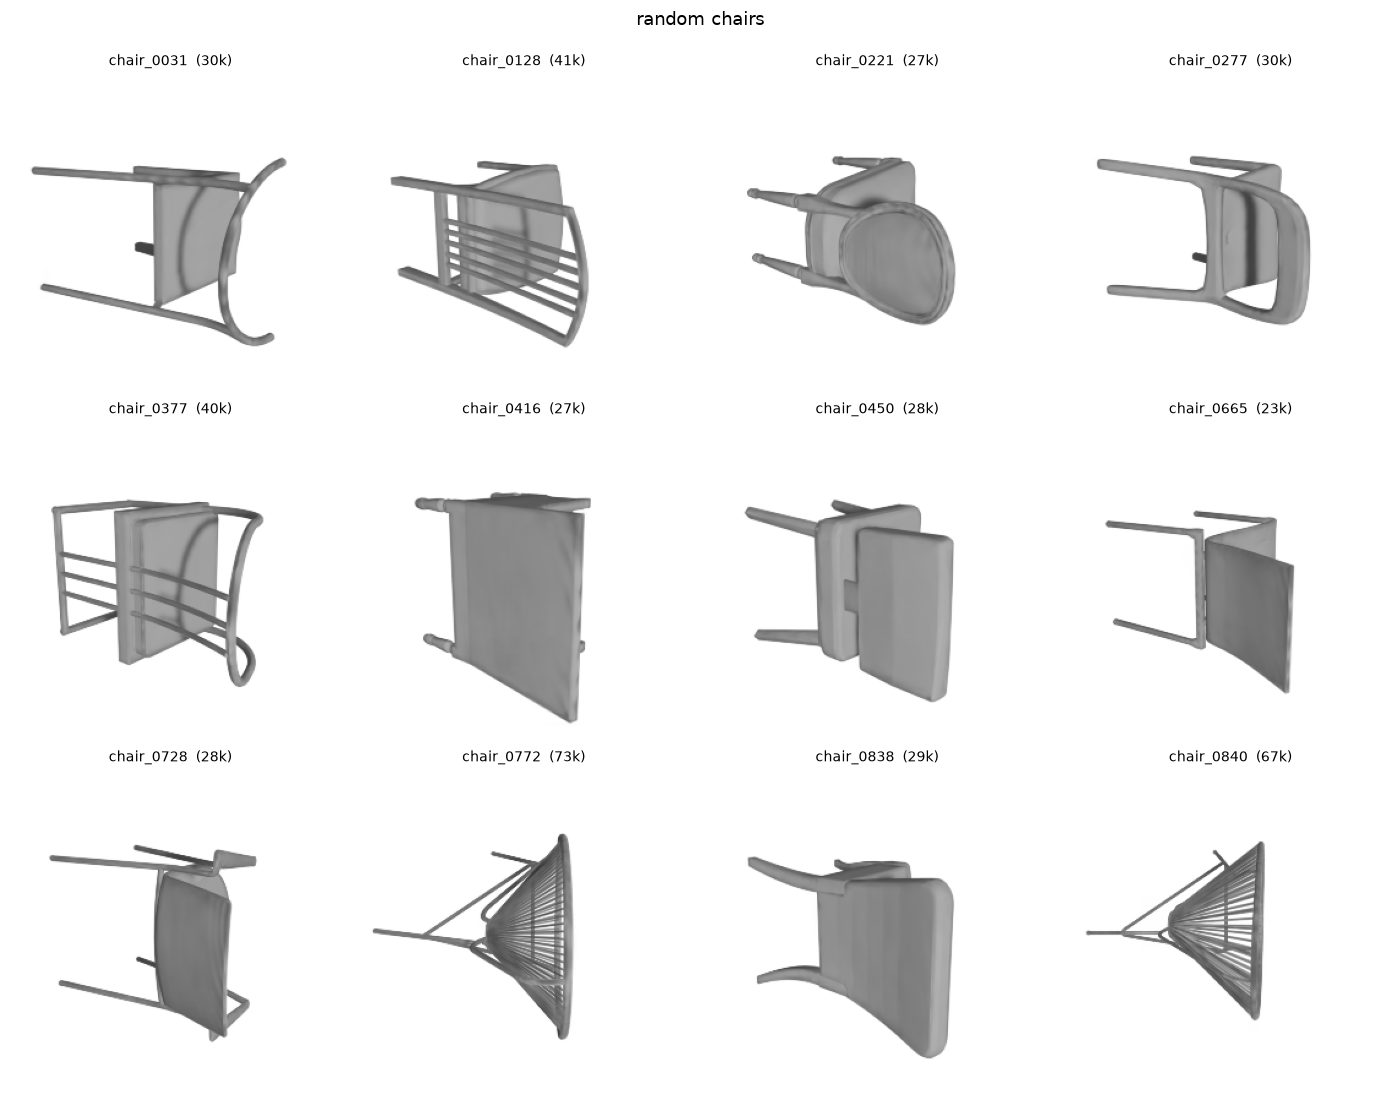 random chairs
chair_0031 (30k)
chair_0128 (41k)
chair_0221 (27k)
chair_0277 (30k)
chair_0377 (40k)
chair_0416 (27k)
chair_0450 (28k)
chair_0665 (23k)
chair_0728 (28k)
chair_0772 (73k)
chair_0838 (29k)
chair_0840 (67k)